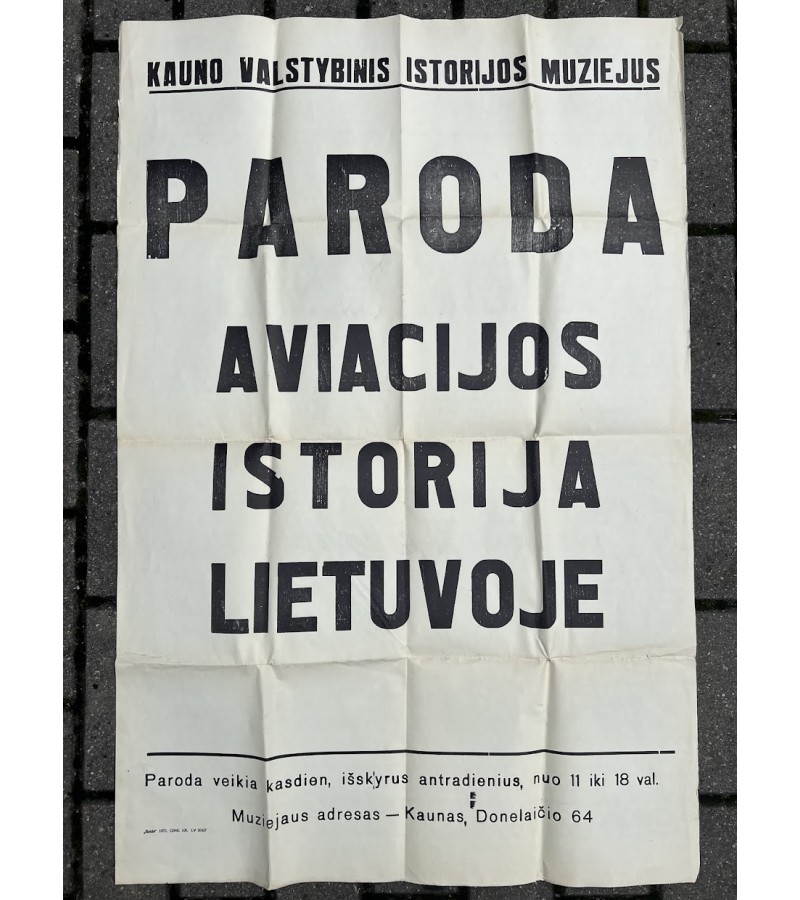 KAUNO VALSTYBINIS ISTORIJOS MUZIEJUS
PARODA
AVIACIJOS
ISTORIJA
LIETUVOJE
Paroda veikia kasdien, išskyrus antradienius, nuo 11 iki 18 val.
Muziejaus adresas — Kaunas, Donelaičio 64